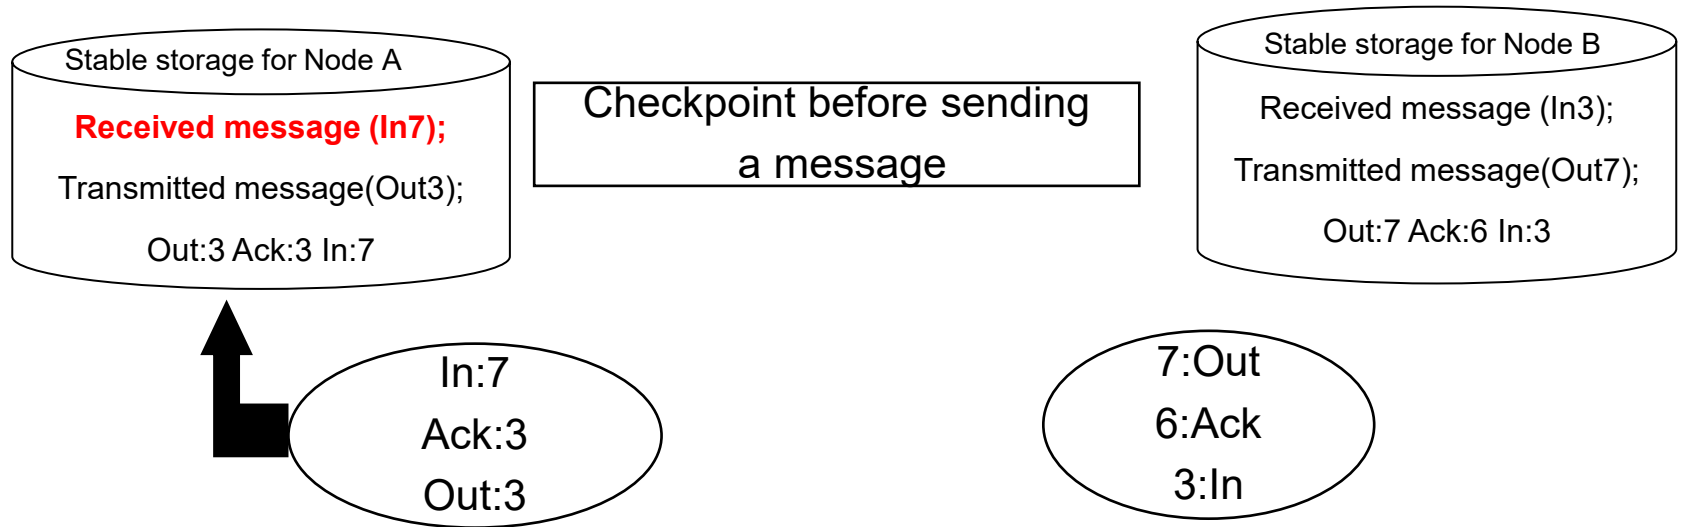 Stable storage for Node A
Received message (In7);
Transmitted message(Out3);
Out:3 Ack:3 In:7
Checkpoint before sending
a message
Stable storage for Node B
Received message (In3);
Transmitted message(Out7);
Out:7 Ack:6 In:3
In:7
Ack:3
Out:3
7:Out
6:Ack
3:In